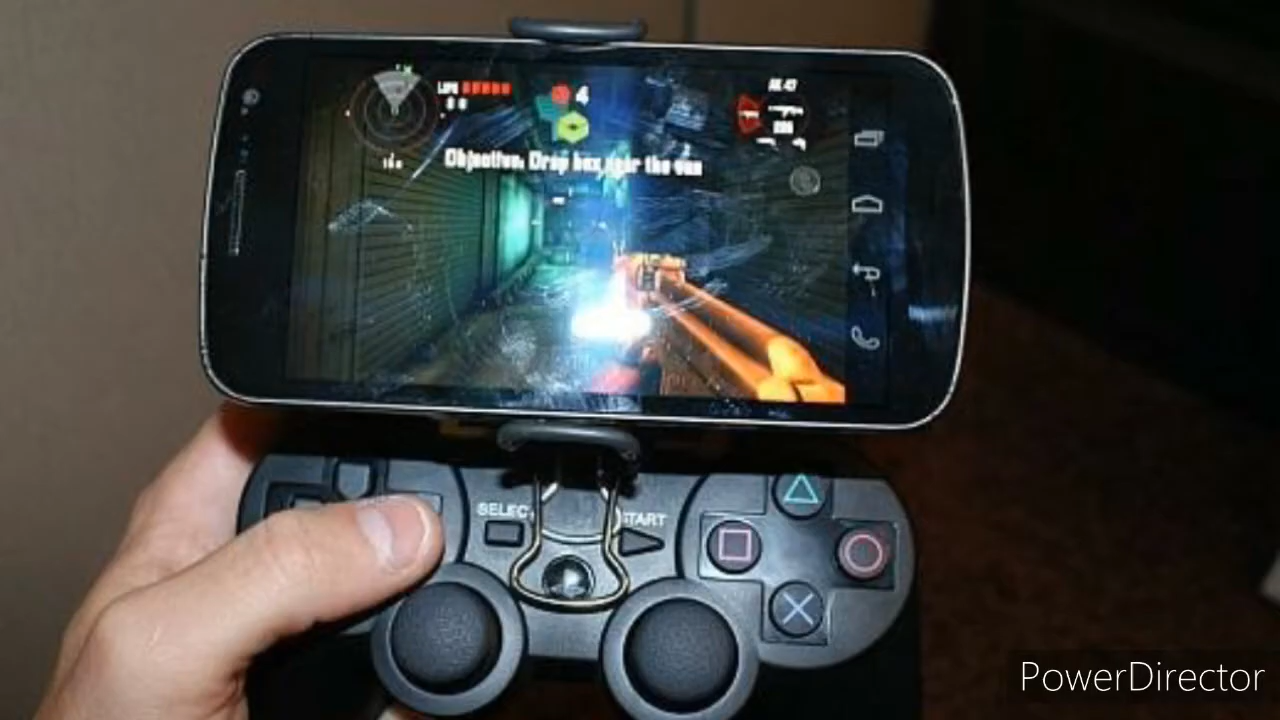 LIFE
4
AK 47
Objective: Drop box near the van
SELECT
START
PowerDirector